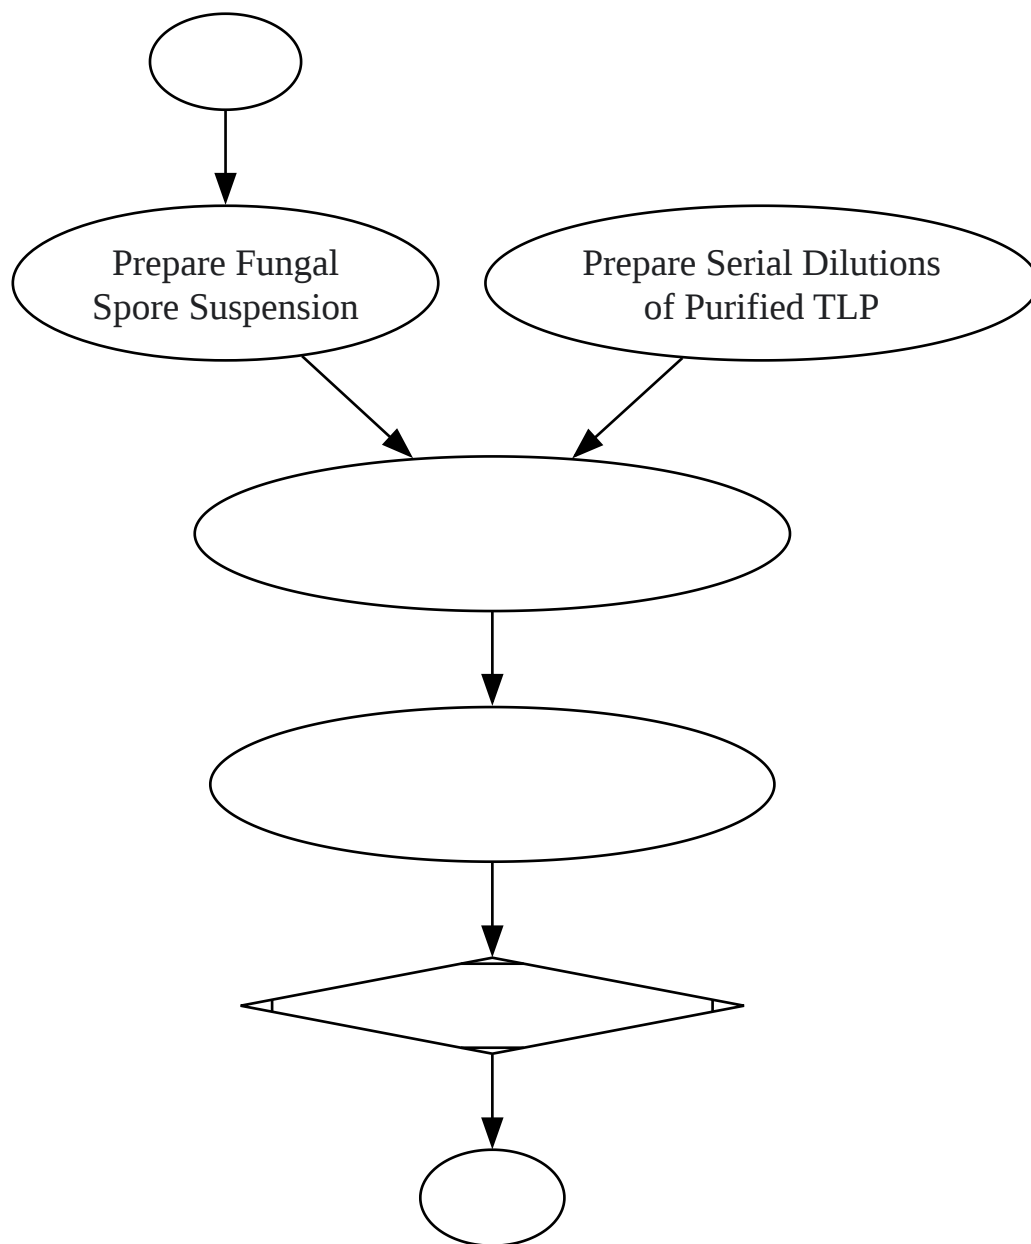 Prepare Fungal
Spore Suspension
Prepare Serial Dilutions
of Purified TLP